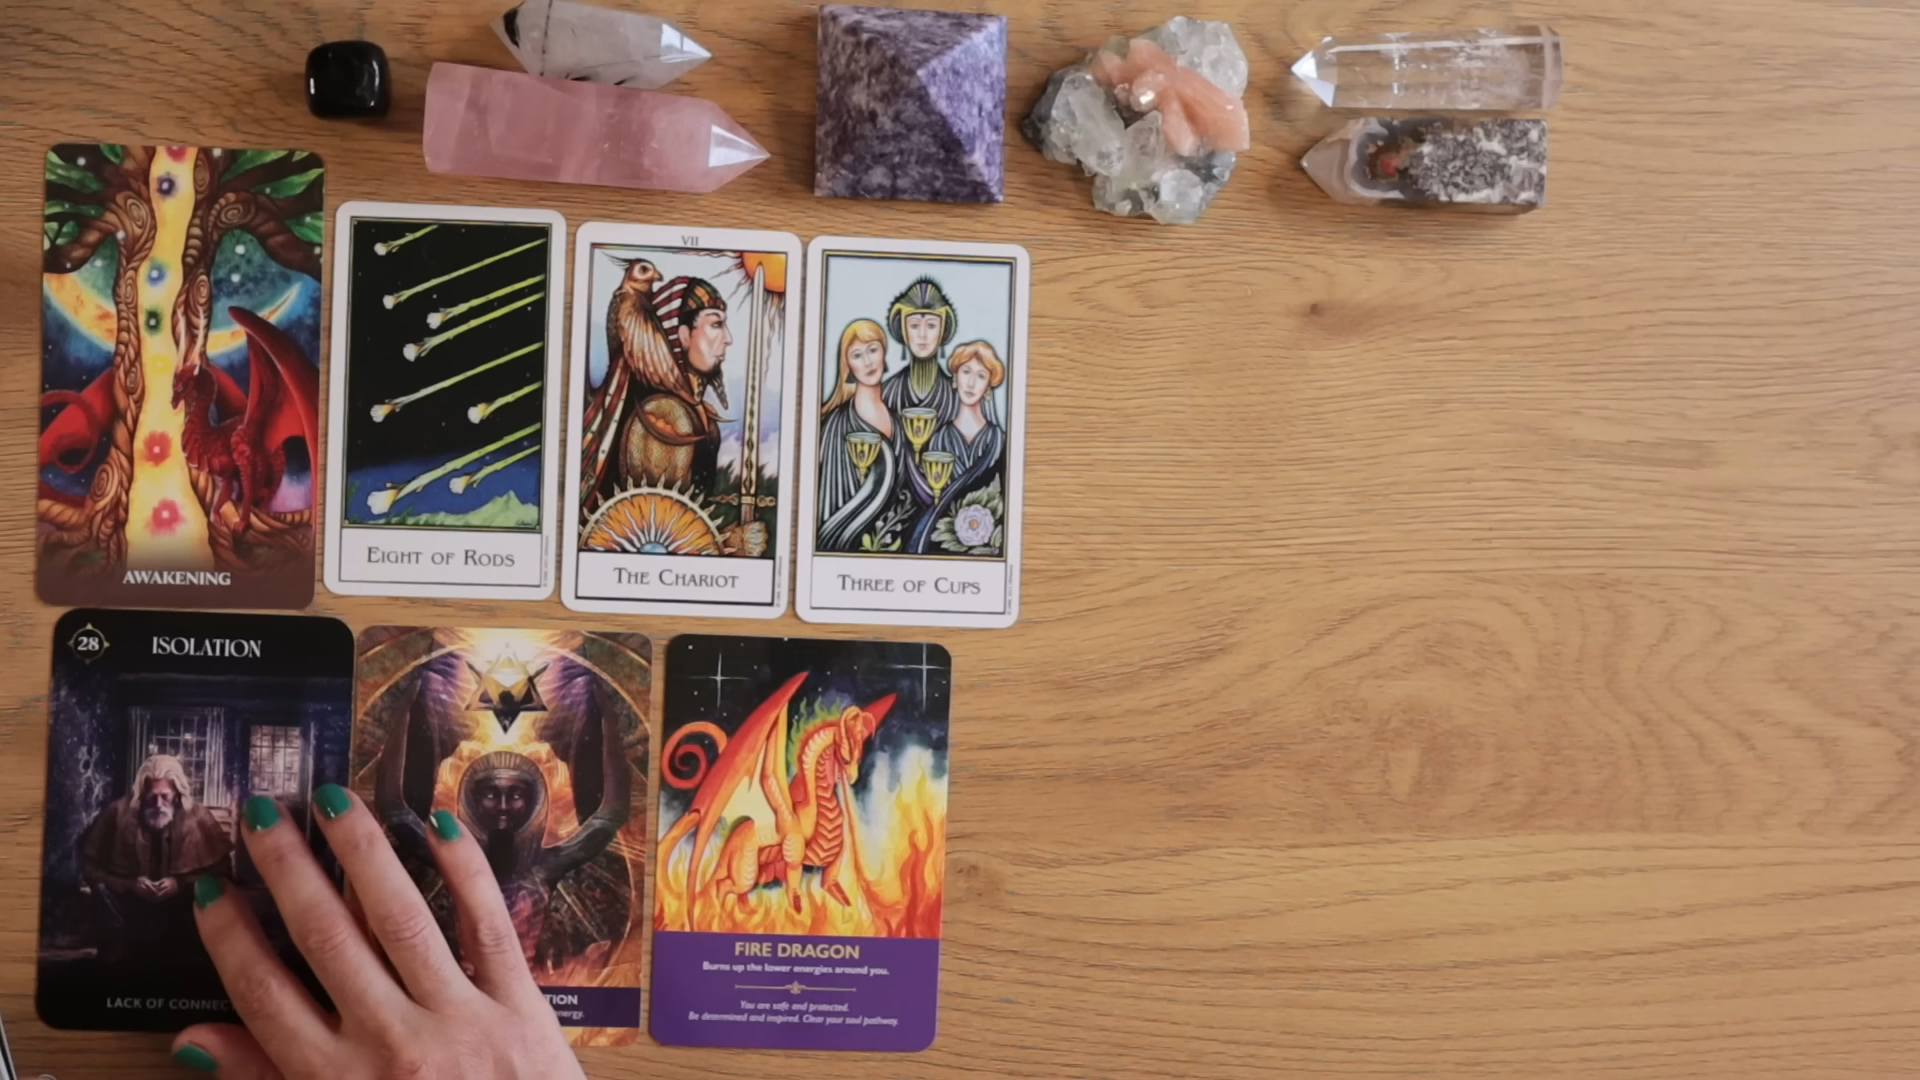 AWAKENING
EIGHT OF RODS
VII
THE CHARIOT
THREE OF CUPS
28
ISOLATION
LACK OF CONNEC
TION
nergy.
FIRE DRAGON
Burns up the lower energies around you.
You are safe and protected.
Be determined and inspired. Clear your soul pathway.